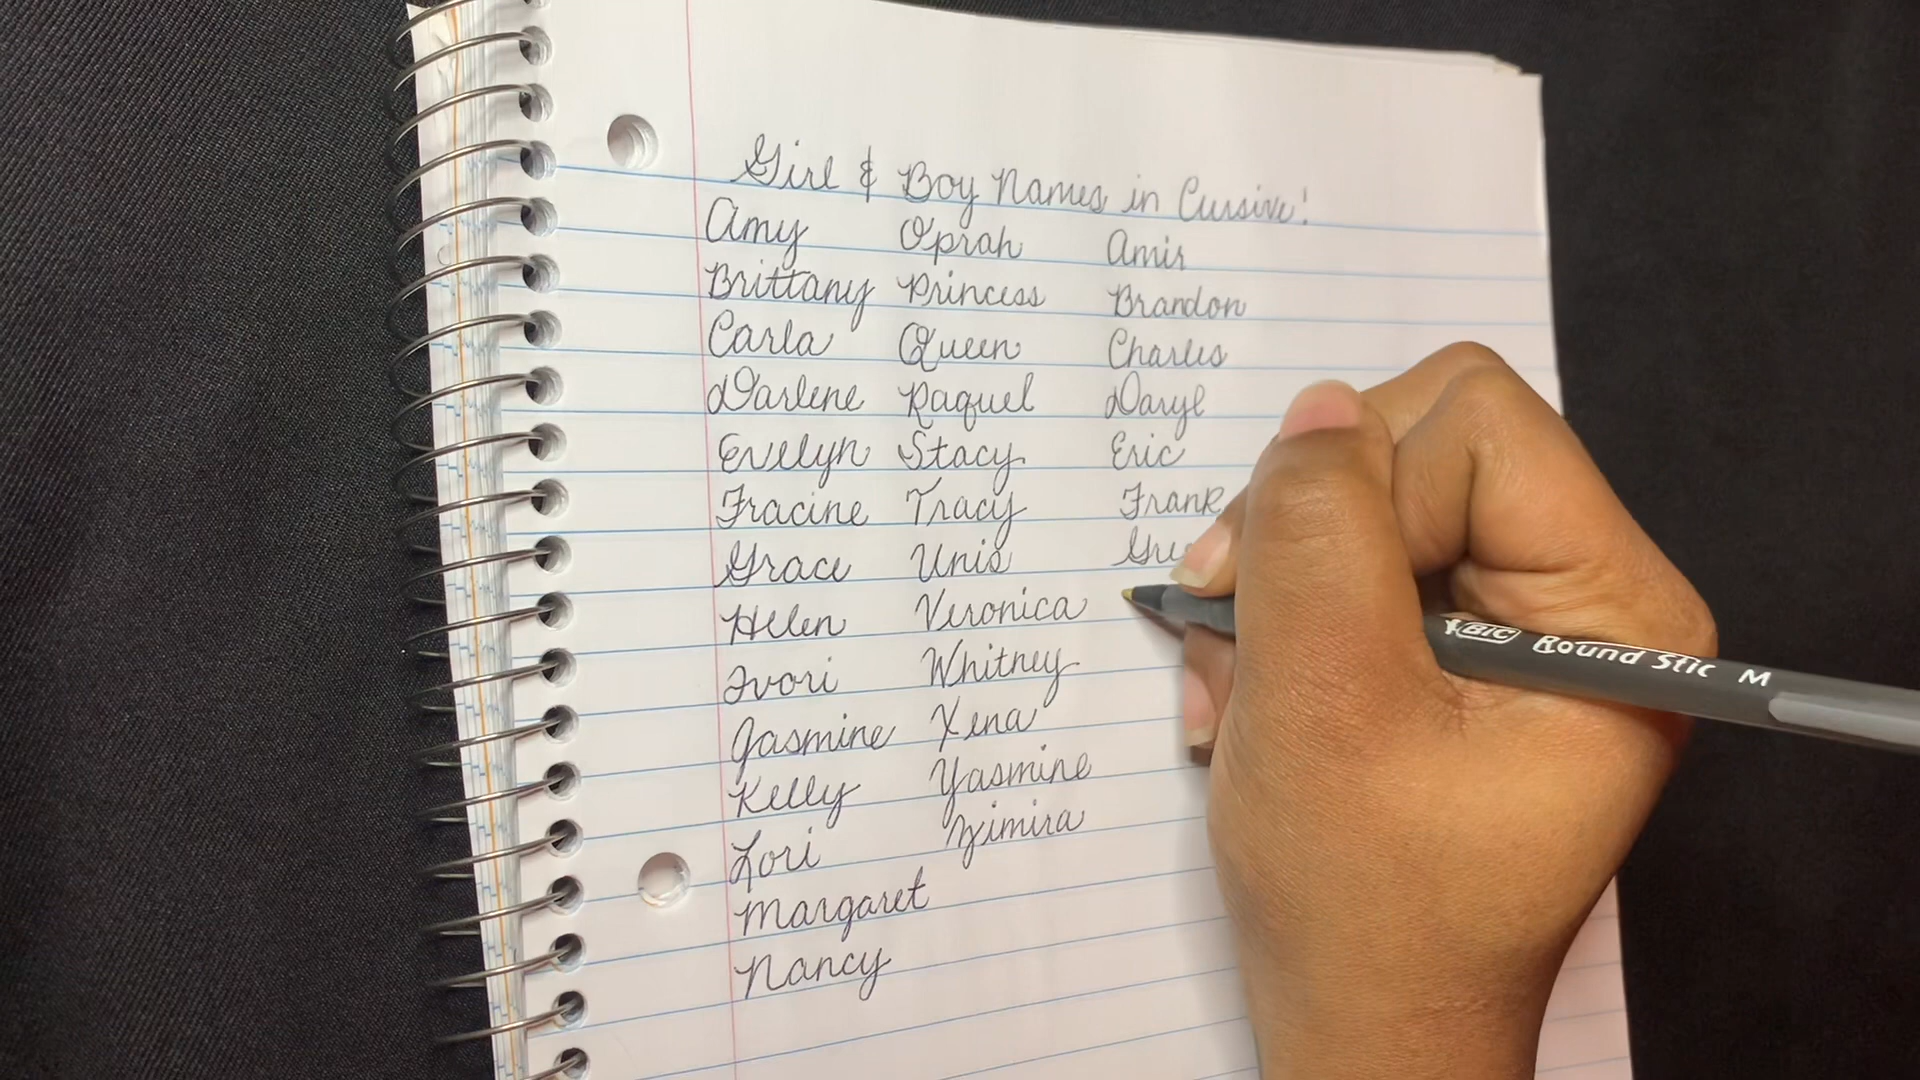 Girl & Boy Names in Cursive!
Amy Oprah Amir
Brittany Princess Brandon
Carla Queen Charles
Darlene Raquel Daryl
Evelyn Stacy Eric
Fracine Tracy Frank
Grace Unis
Helen Veronica
Ivori Whitney
Jasmine Xena
Kelly Yasmine
Lori Zimira
Margaret
Nancy
BIC Round Stic M